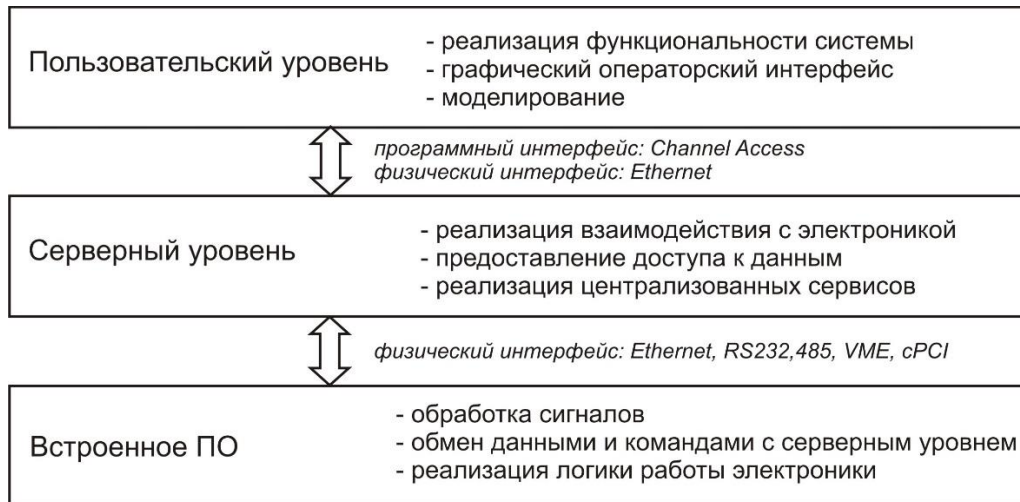 Пользовательский уровень
- реализация функциональности системы
- графический операторский интерфейс
- моделирование
программный интерфейс: Channel Access
физический интерфейс: Ethernet
Серверный уровень
- реализация взаимодействия с электроникой
- предоставление доступа к данным
- реализация централизованных сервисов
физический интерфейс: Ethernet, RS232,485, VME, cPCI
Встроенное ПО
- обработка сигналов
- обмен данными и командами с серверным уровнем
- реализация логики работы электроники